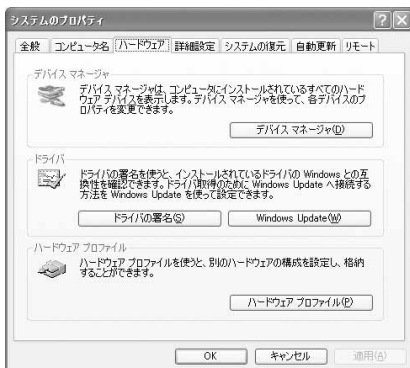 システムのプロパティ
全般 コンピュータ名 ハードウェア 詳細設定 システムの復元 自動更新 リモート
デバイス マネージャ
デバイス マネージャは、コンピュータにインストールされているすべてのハード
ウェア デバイスを表示します。デバイス マネージャを使って、各デバイスのプ
ロパティを変更できます。
デバイス マネージャ(D)
ドライバ
ドライバの署名を使うと、インストールされているドライバの Windows との互
換性を確認できます。ドライバ取得のために Windows Update へ接続する
方法を Windows Update を使って設定できます。
ドライバの署名(S) Windows Update(W)
ハードウェア プロファイル
ハードウェア プロファイルを使うと、別のハードウェアの構成を設定し、格納
することができます。
ハードウェア プロファイル(P)
OK キャンセル 適用(A)